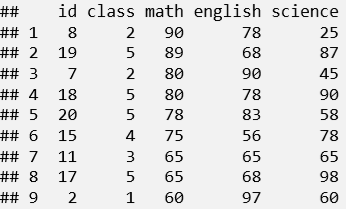 ##    id class math english science
## 1  8     2   90      78      25
## 2 19     5   89      68      87
## 3  7     2   80      90      45
## 4 18     5   80      78      90
## 5 20     5   78      83      58
## 6 15     4   75      56      78
## 7 11     3   65      65      65
## 8 17     5   65      68      98
## 9  2     1   60      97      60